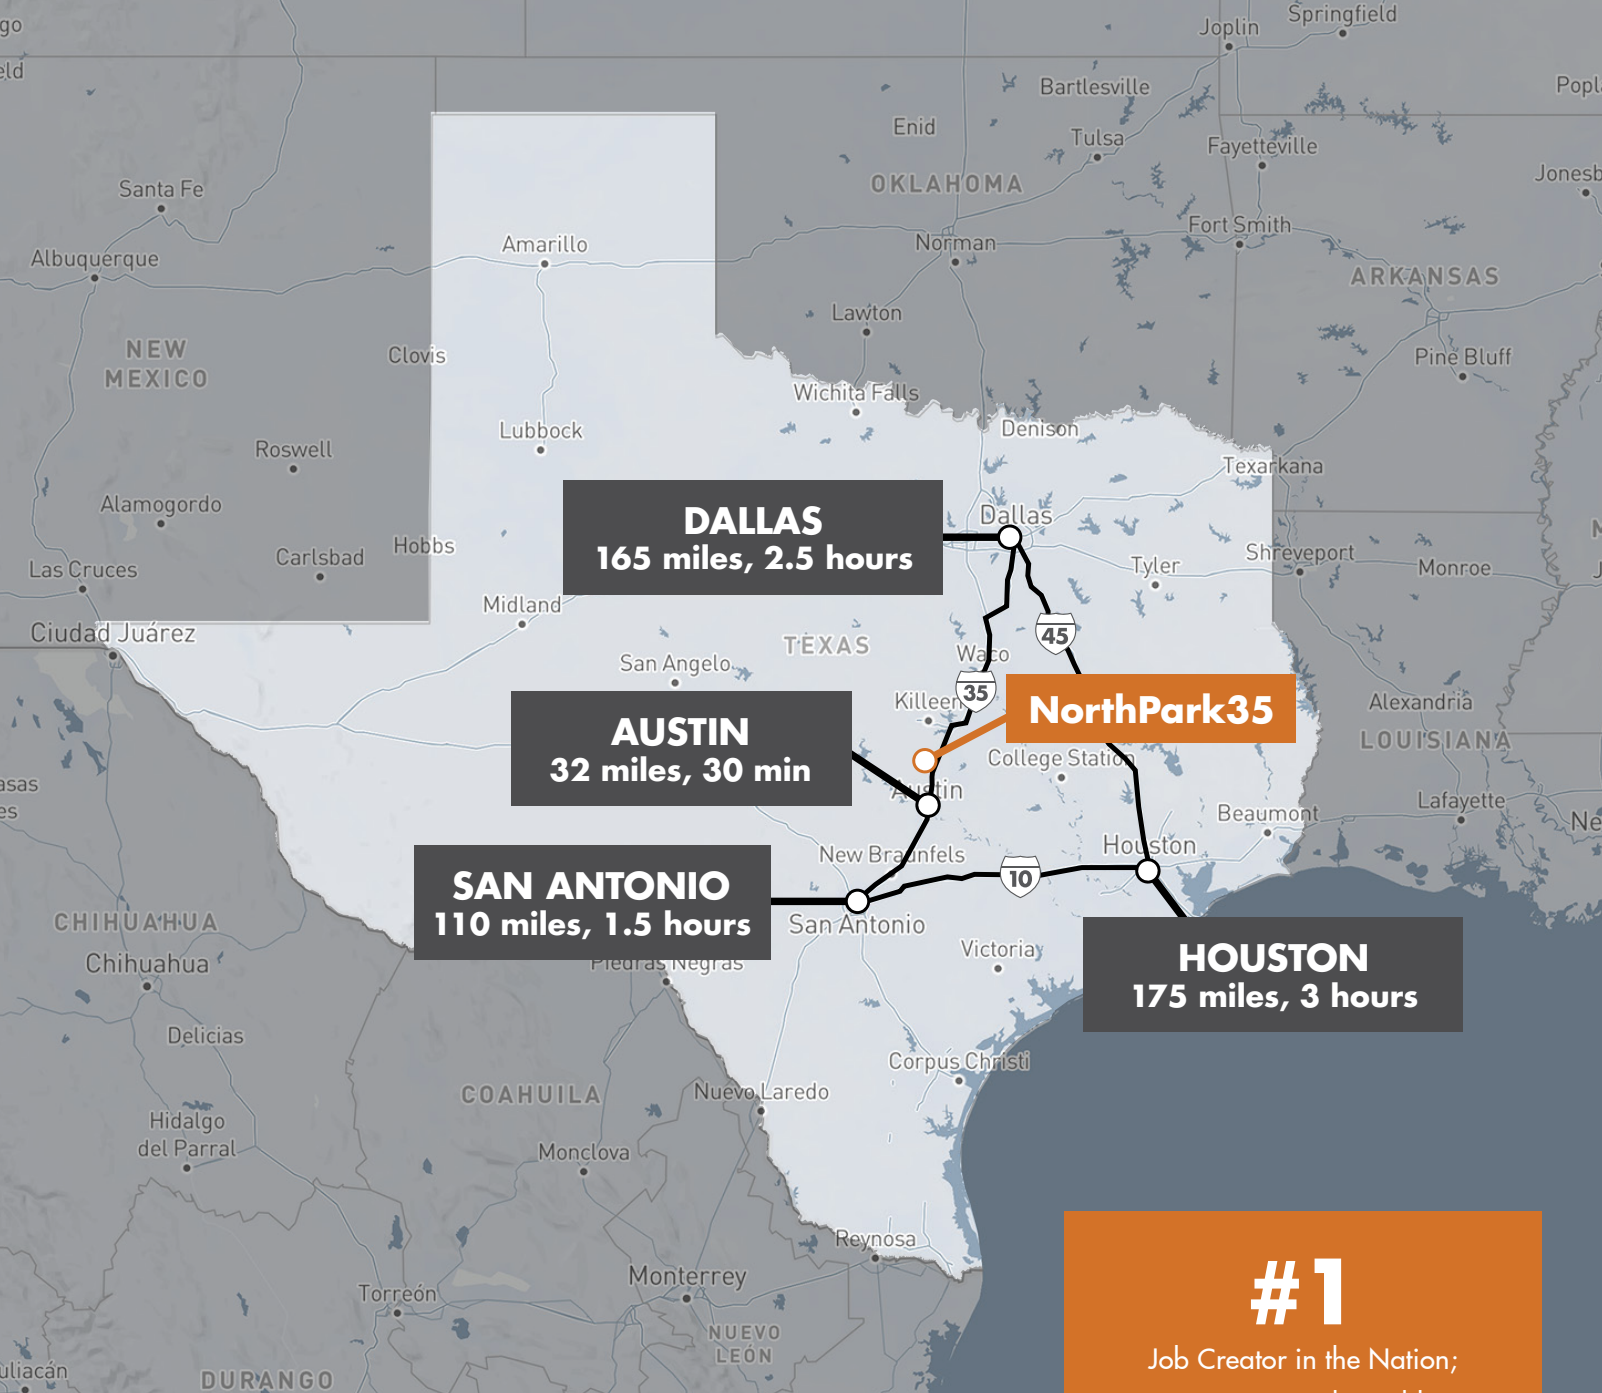 Springfield
Joplin
Bartlesville
Enid
Tulsa
Fayetteville
OKLAHOMA
Santa Fe
Fort Smith
Norman
Amarillo
Albuquerque
ARKANSAS
Lawton
NEW
MEXICO
Clovis
Pine Bluff
Wichita Falls
Denison
Lubbock
Roswell
Texarkana
Alamogordo
DALLAS
165 miles, 2.5 hours
Dallas
Hobbs
Carlsbad
Las Cruces
Shreveport
Tyler
Monroe
Midland
Ciudad Juárez
45
TEXAS
Waco
San Angelo
35
Killeen
NorthPark35
Alexandria
LOUISIANA
AUSTIN
32 miles, 30 min
College Station
Austin
Lafayette
Beaumont
Houston
New Braunfels
10
SAN ANTONIO
110 miles, 1.5 hours
San Antonio
CHIHUAHUA
Chihuahua
Piedras Negras
Victoria
HOUSTON
175 miles, 3 hours
Delicias
Corpus Christi
COAHUILA
Nuevo Laredo
Hidalgo
del Parral
Monclova
Reynosa
Monterrey
Torreón
NUEVO
LEÓN
DURANGO
#1
Job Creator in the Nation;